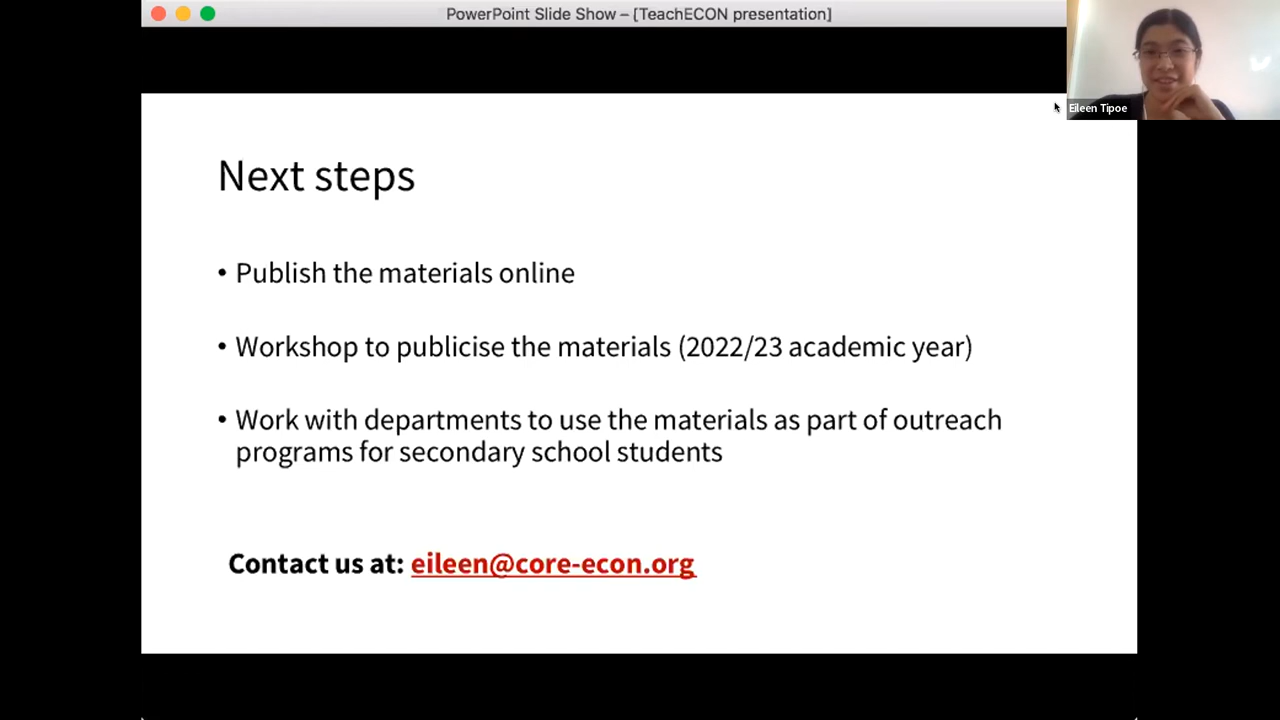 PowerPoint Slide Show – [TeachECON presentation]
Eileen Tipoe
Next steps
• Publish the materials online
• Workshop to publicise the materials (2022/23 academic year)
• Work with departments to use the materials as part of outreach
programs for secondary school students
Contact us at: eileen@core-econ.org